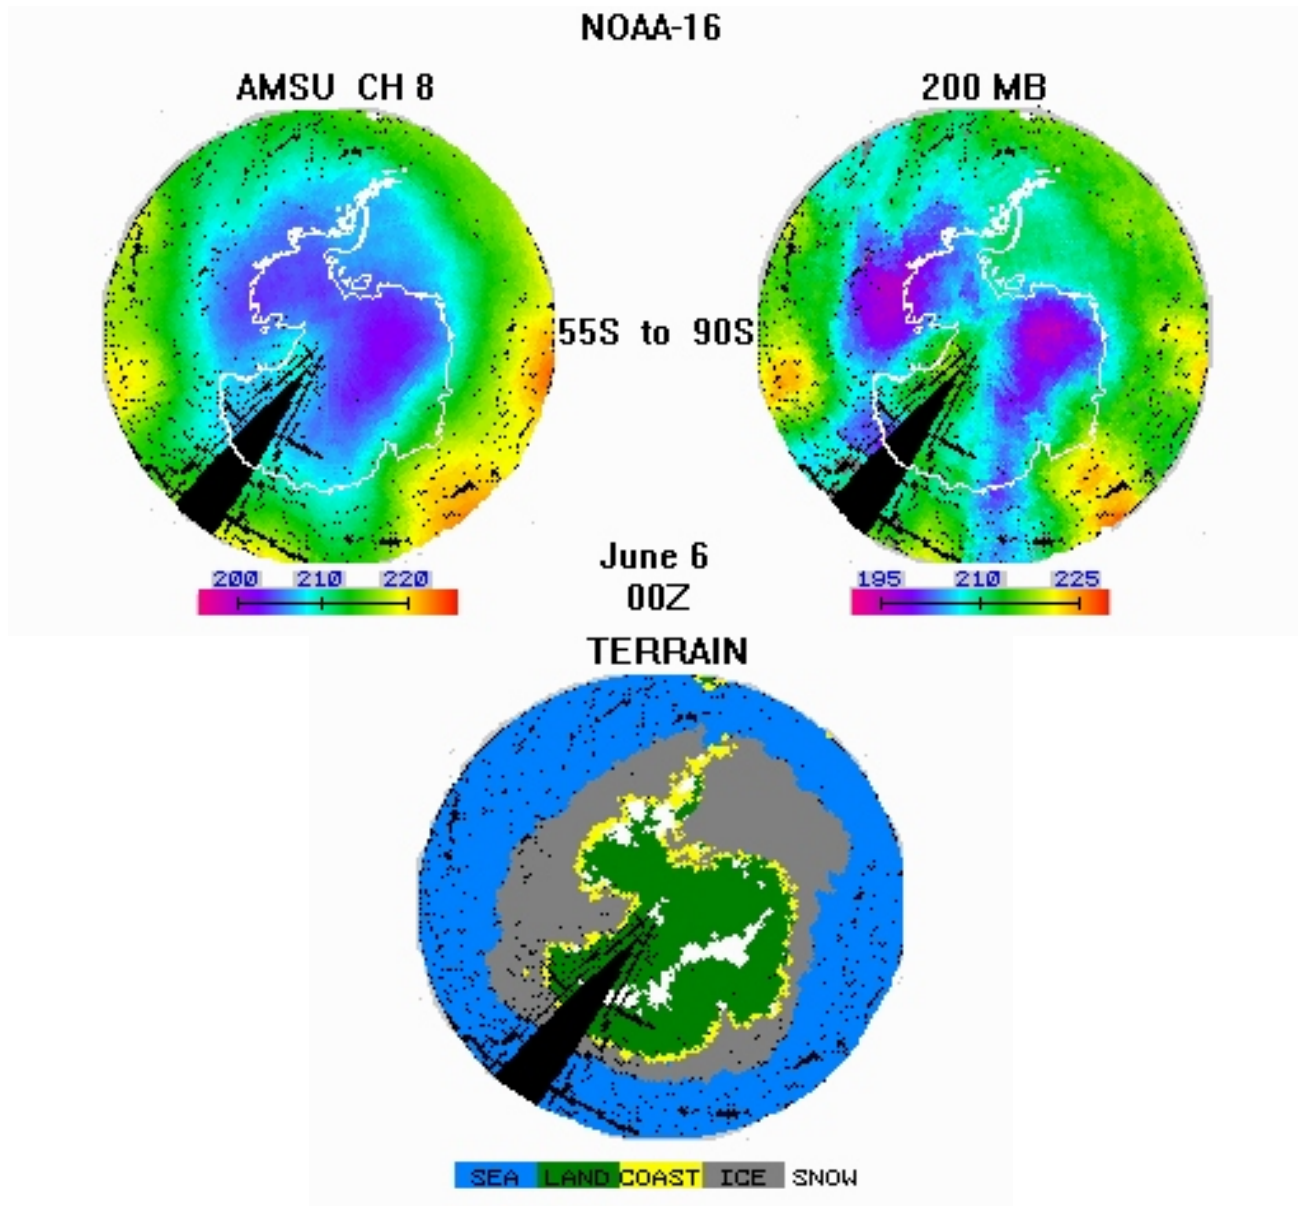 NOAA-16
AMSU CH 8
200 MB
55S to 90S
June 6
00Z
200 210 220
195 210 225
TERRAIN
SEA LAND COAST ICE SNOW